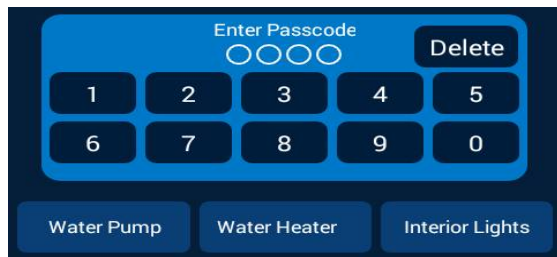 Enter Passcode
Delete
1 2 3 4 5
6 7 8 9 0
Water Pump Water Heater Interior Lights